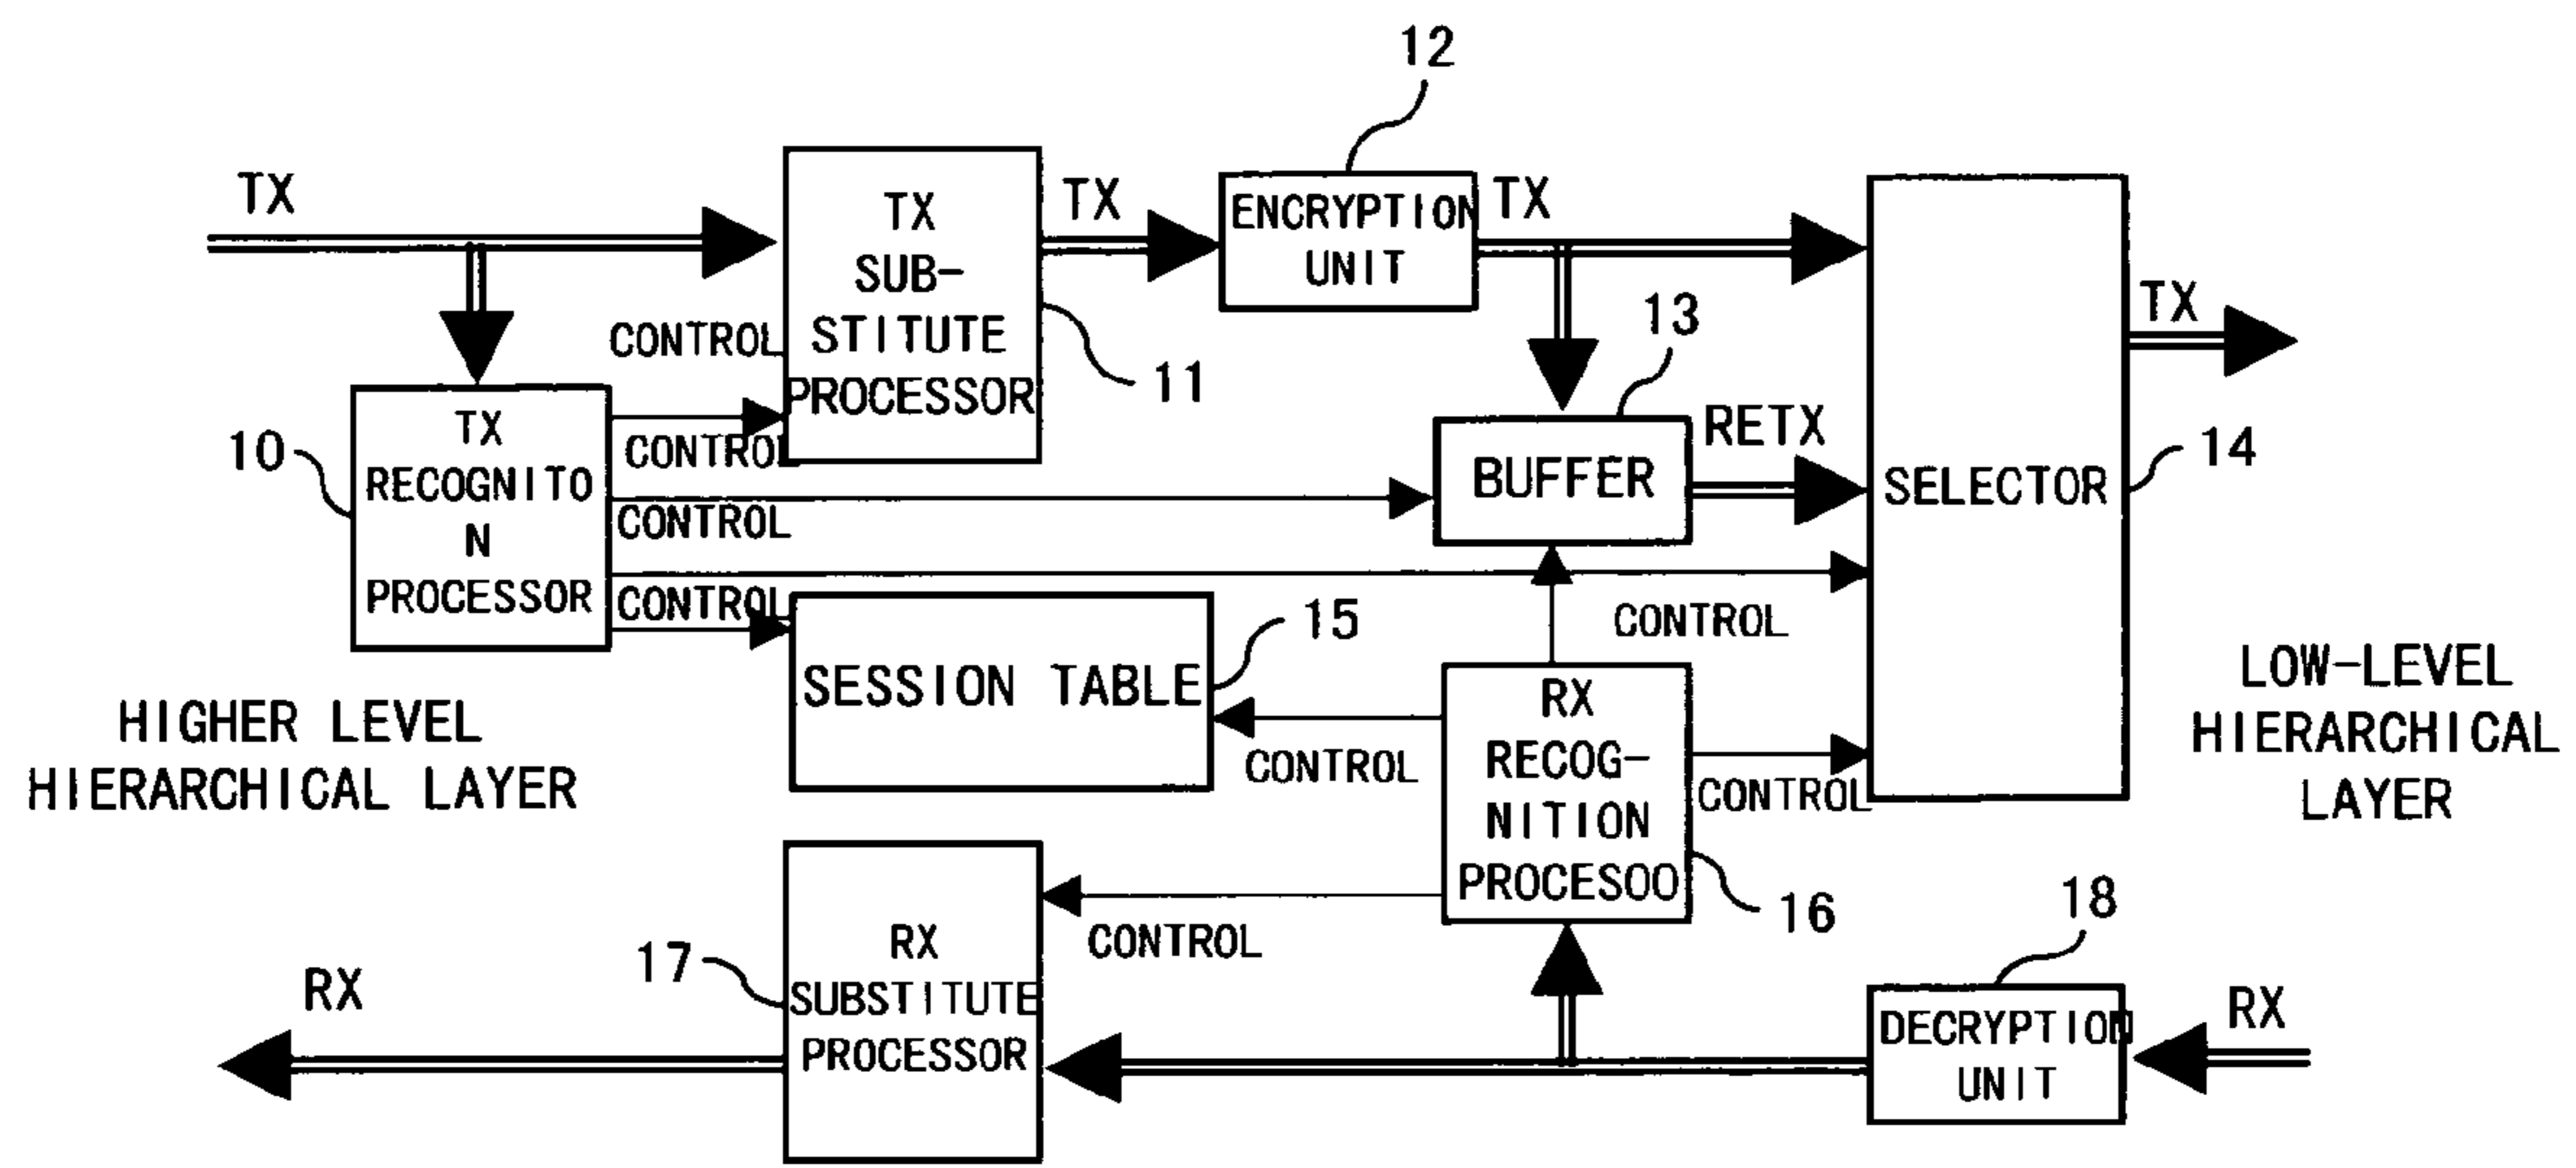 12
TX
TX
SUB-
STITUTE
PROCESSOR
TX
ENCRYPTION
UNIT
TX
11
13
CONTROL
CONTROL
10
TX
RECOGNITO
N
PROCESSOR
CONTROL
CONTROL
BUFFER
RETX
SELECTOR
14
TX
SESSION TABLE
15
CONTROL
HIGHER LEVEL
HIERARCHICAL LAYER
LOW-LEVEL
HIERARCHICAL
LAYER
CONTROL
RX
RECOG-
NITION
PROCESOO
16
CONTROL
CONTROL
17
RX
SUBSTITUTE
PROCESSOR
RX
18
DECRYPTION
UNIT
RX